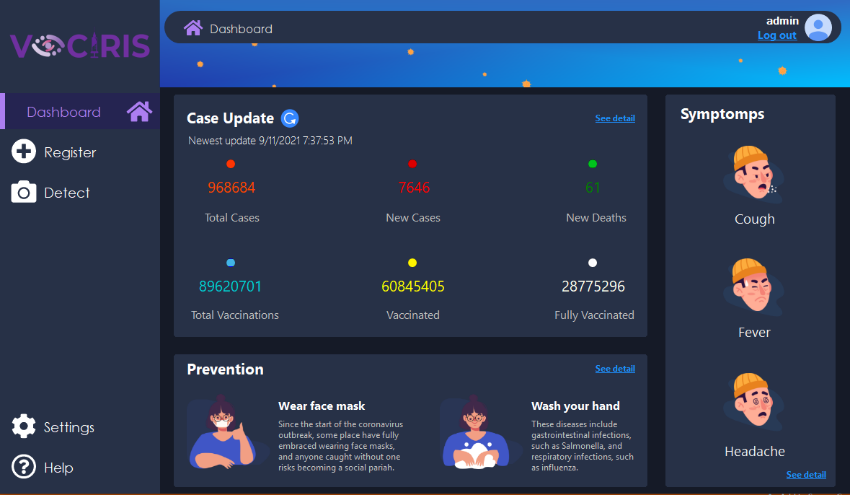 VOCIRIS
Dashboard
admin
Log out
Dashboard
Register
Detect
Settings
Help
Case Update
See detail
Newest update 9/11/2021 7:37:53 PM
968684
7646
61
Total Cases
New Cases
New Deaths
89620701
60845405
28775296
Total Vaccinations
Vaccinated
Fully Vaccinated
Prevention
See detail
Wear face mask
Since the start of the coronavirus
outbreak, some place have fully
embraced wearing face masks,
and anyone caught without one
risks becoming a social pariah.
Wash your hand
These diseases include
gastrointestinal infections,
such as Salmonella, and
respiratory infections, such
as influenza.
Symptomps
Cough
Fever
Headache
See detail